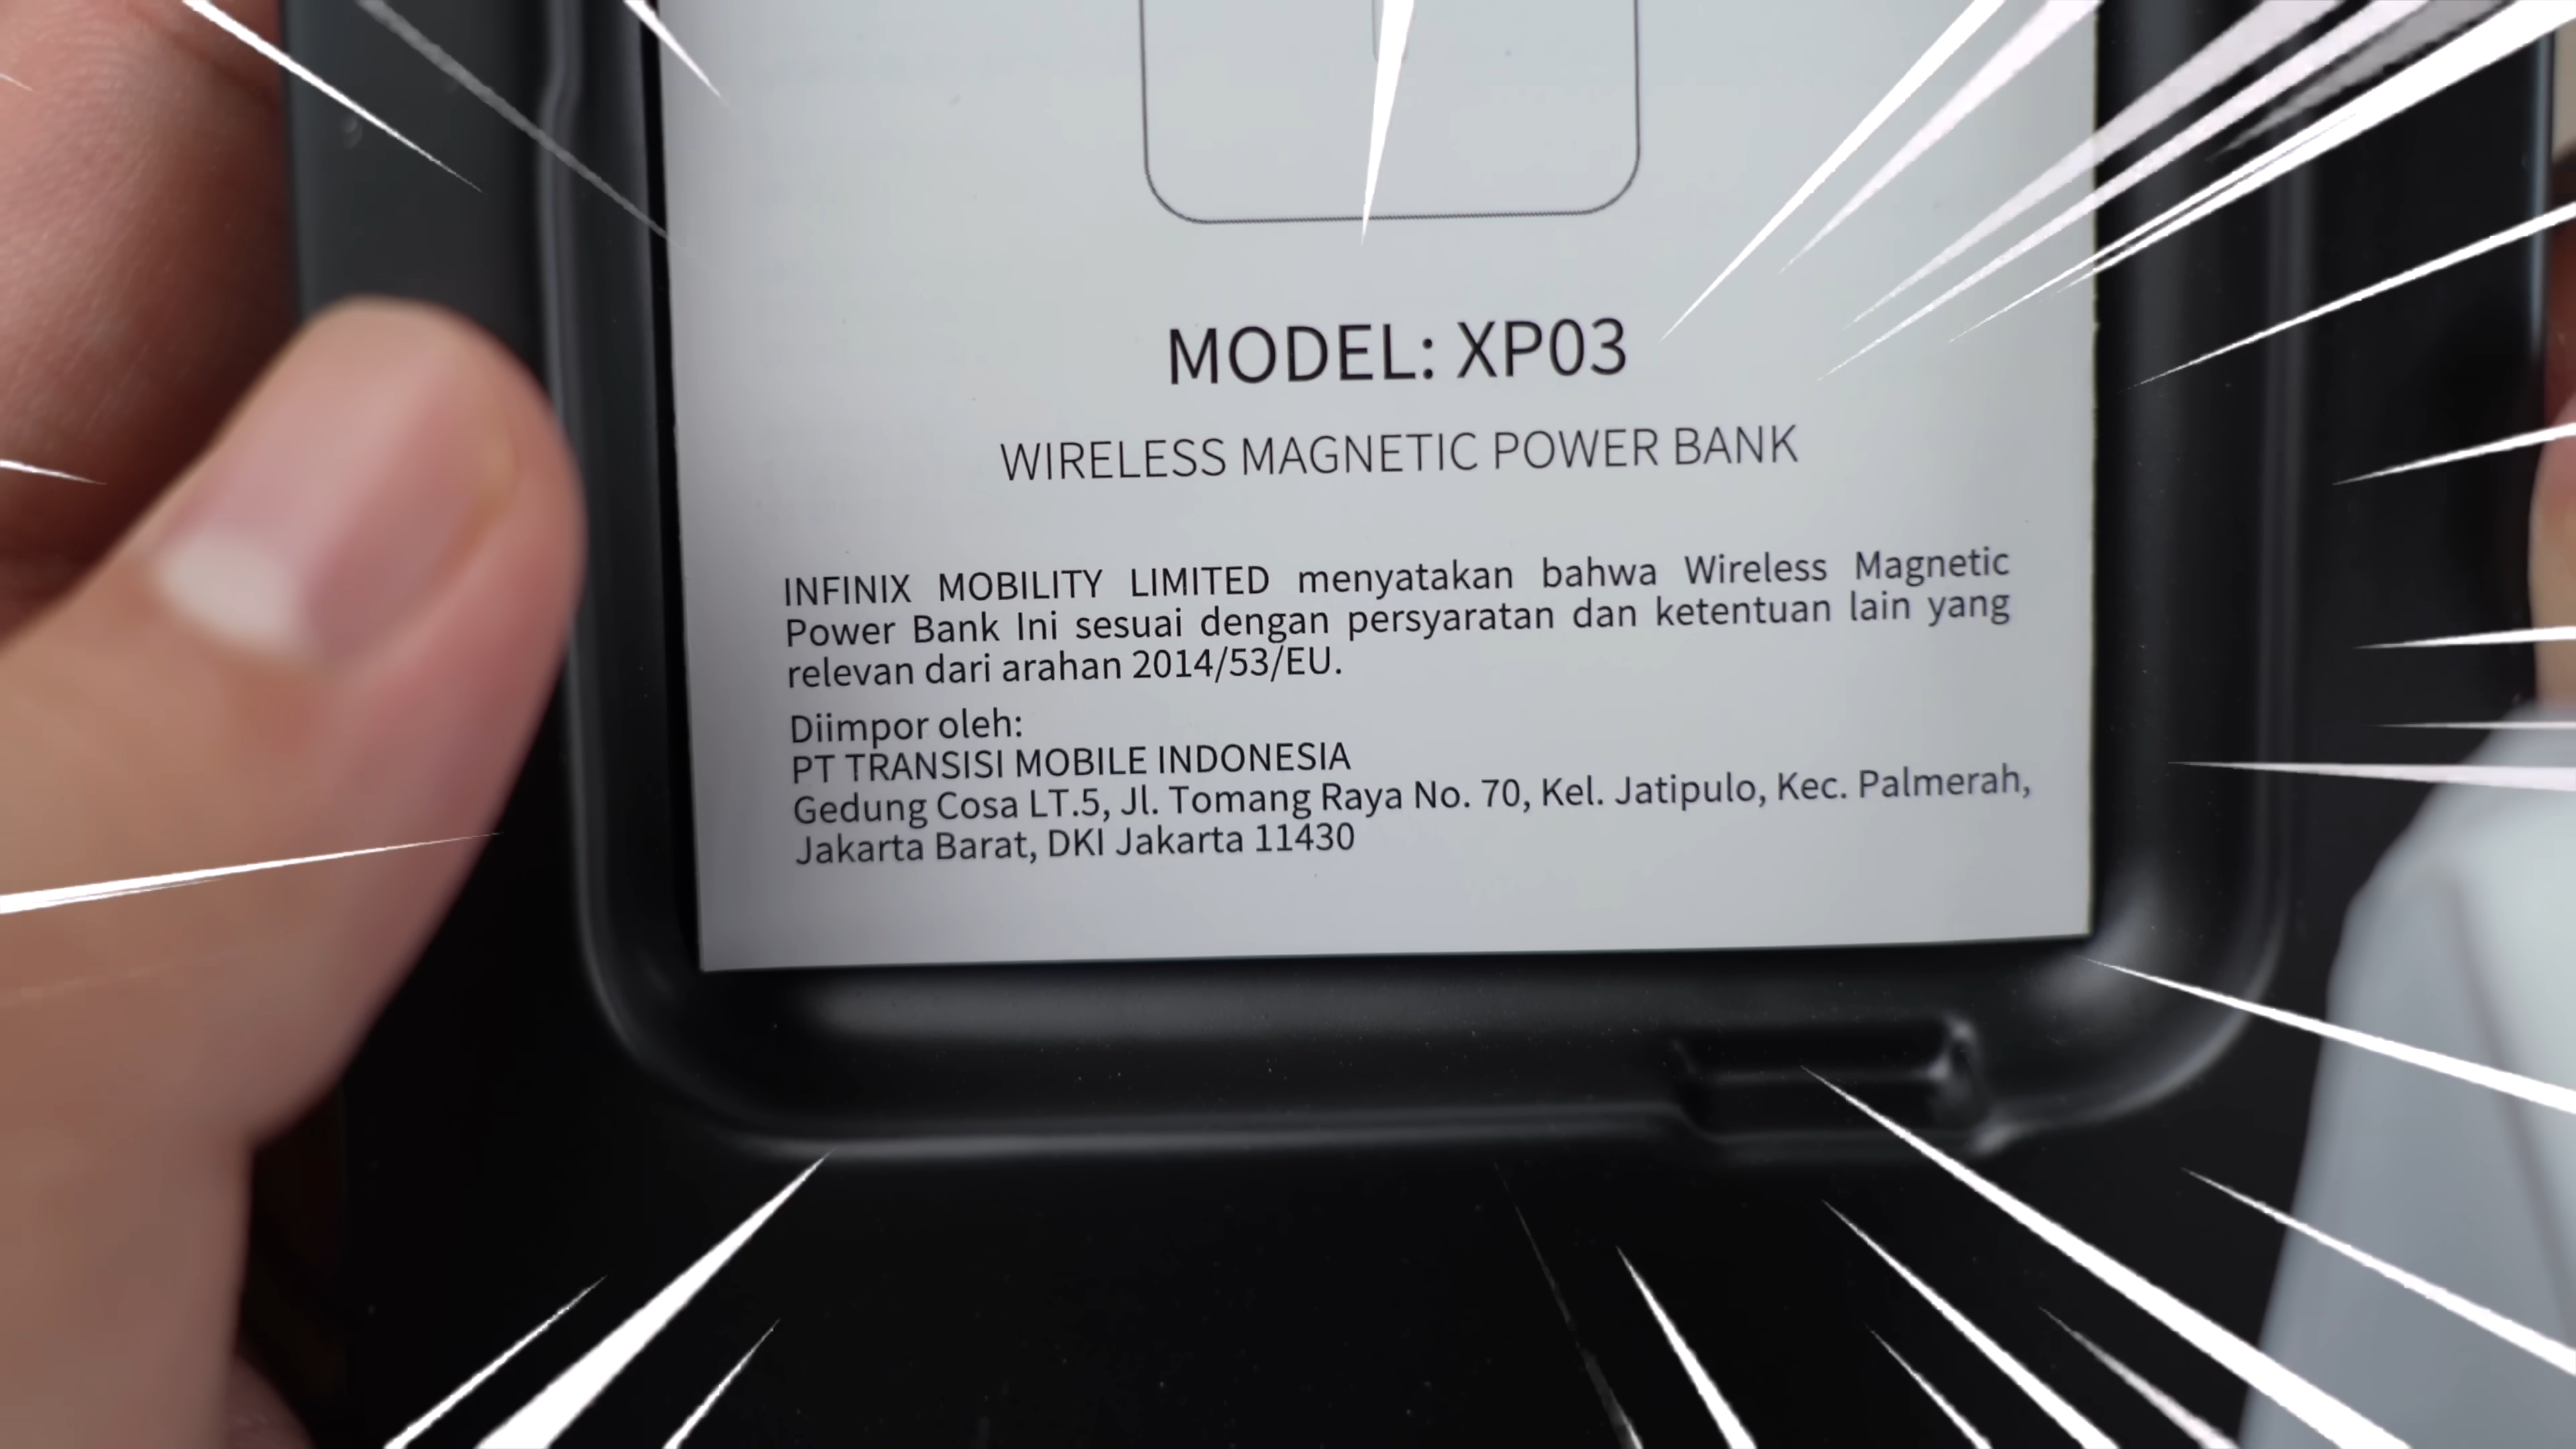 MODEL: XP03
WIRELESS MAGNETIC POWER BANK
INFINIX MOBILITY LIMITED menyatakan bahwa Wireless Magnetic
Power Bank Ini sesuai dengan persyaratan dan ketentuan lain yang
relevan dari arahan 2014/53/EU.
Diimpor oleh:
PT TRANSISI MOBILE INDONESIA
Gedung Cosa LT.5, Jl. Tomang Raya No. 70, Kel. Jatipulo, Kec. Palmerah,
Jakarta Barat, DKI Jakarta 11430